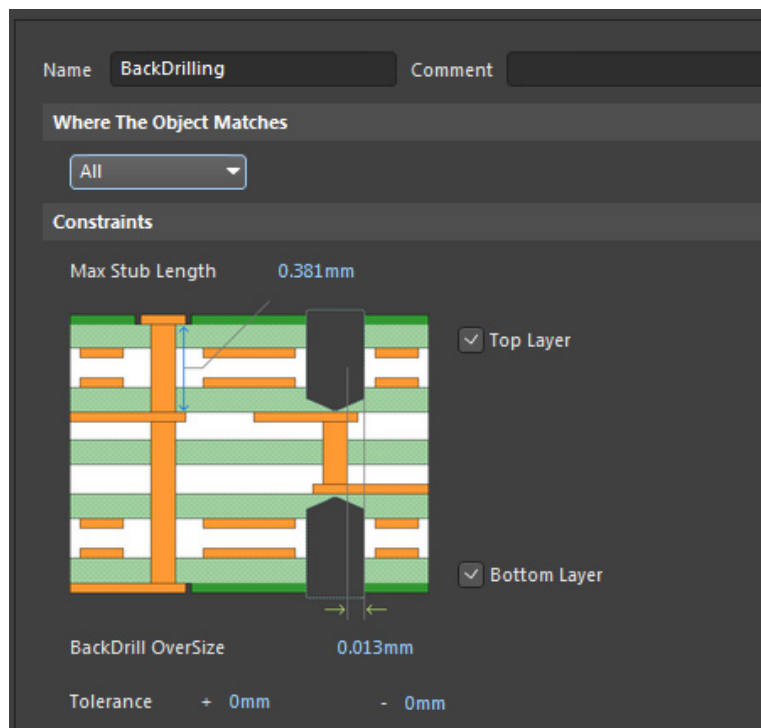 Name BackDrilling Comment
Where The Object Matches
All
Constraints
Max Stub Length 0.381mm
Top Layer
Bottom Layer
BackDrill OverSize 0.013mm
Tolerance + 0mm - 0mm